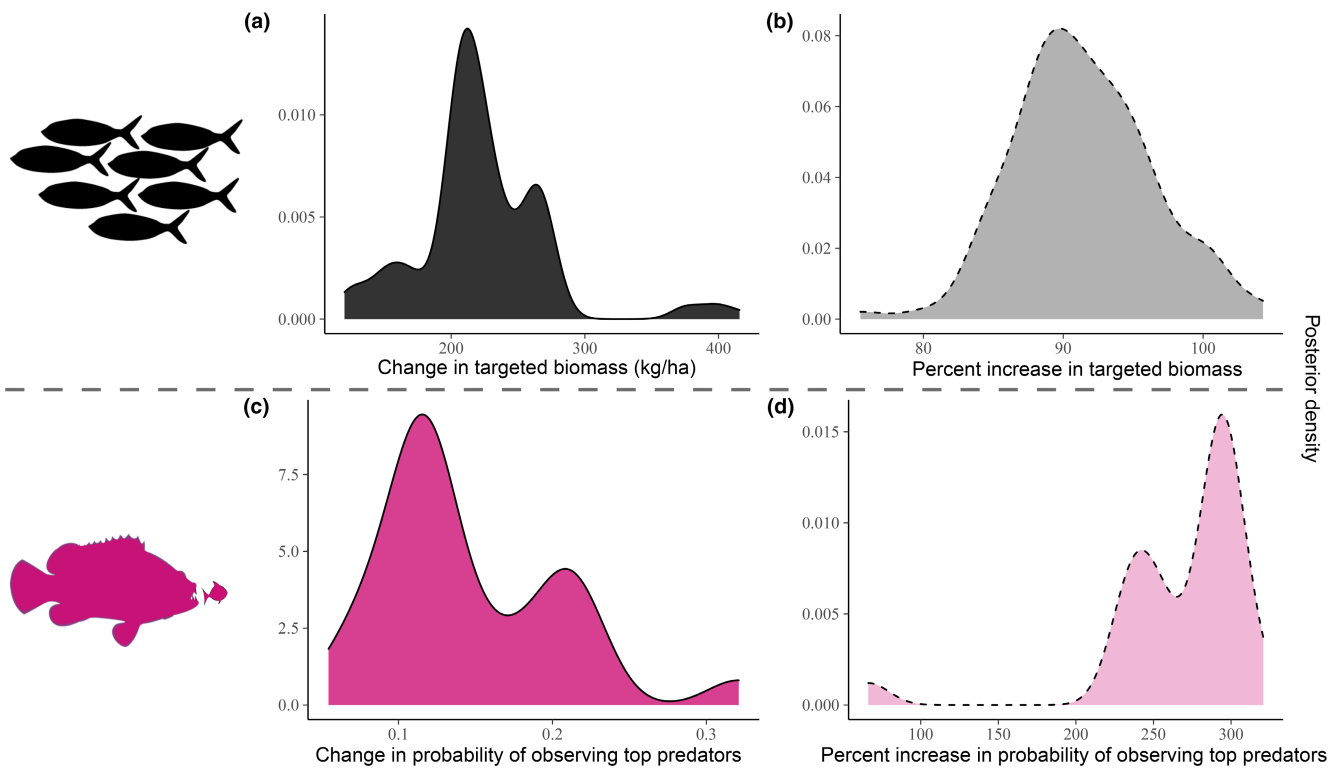 (a)
0.010
0.005
0.000
200 300 400
Change in targeted biomass (kg/ha)
(b)
0.08
0.06
0.04
0.02
0.00
80 90 100
Percent increase in targeted biomass
Posterior density
(c)
7.5
5.0
2.5
0.0
0.1 0.2 0.3
Change in probability of observing top predators
(d)
0.015
0.010
0.005
0.000
100 150 200 250 300
Percent increase in probability of observing top predators